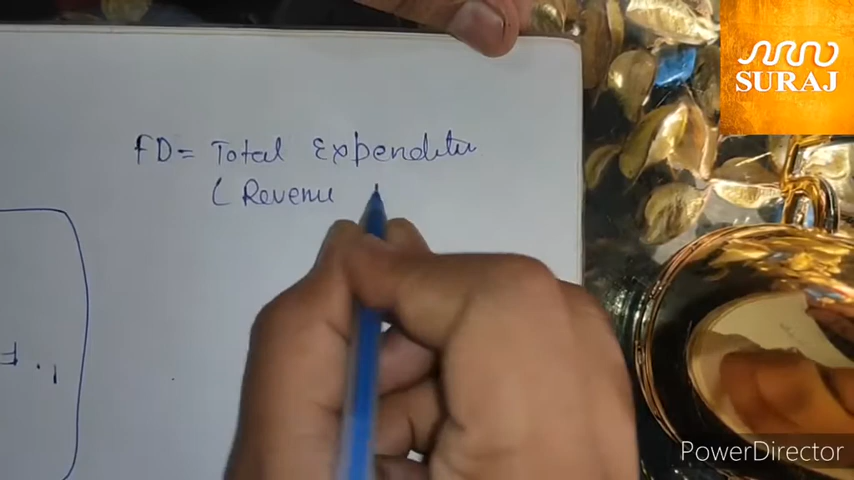 FD = Total Expenditu
( Revenu
SURAJ
PowerDirector